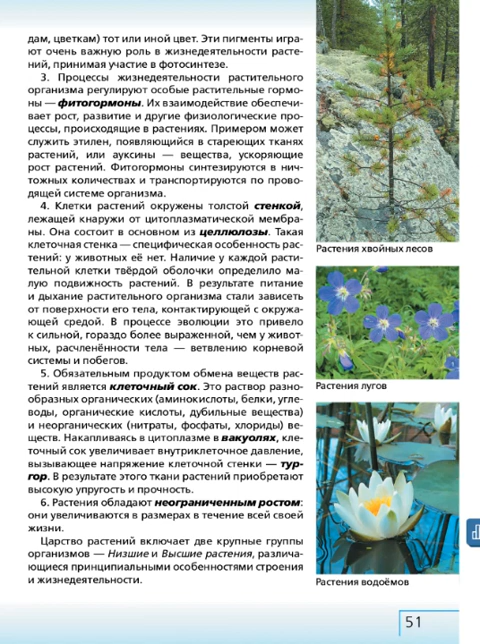 дам, цветкам) тот или иной цвет. Эти пигменты игра-
ют очень важную роль в жизнедеятельности расте-
ний, принимая участие в фотосинтезе.
3. Процессы жизнедеятельности растительного
организма регулируют особые растительные гормо-
ны — фитогормоны. Их взаимодействие обеспечи-
вает рост, развитие и другие физиологические про-
цессы, происходящие в растениях. Примером может
служить этилен, появляющийся в стареющих тканях
растений, или ауксины — вещества, ускоряющие
рост растений. Фитогормоны синтезируются в нич-
тожных количествах и транспортируются по прово-
дящей системе организма.
4. Клетки растений окружены толстой стенкой,
лежащей кнаружи от цитоплазматической мембра-
ны. Она состоит в основном из целлюлозы. Такая
клеточная стенка — специфическая особенность рас-
тений: у животных её нет. Наличие у каждой расти-
тельной клетки твёрдой оболочки определило ма-
лую подвижность растений. В результате питание
и дыхание растительного организма стали зависеть
от поверхности его тела, контактирующей с окружа-
ющей средой. В процессе эволюции это привело
к сильной, гораздо более выраженной, чем у живот-
ных, расчленённости тела — ветвлению корневой
системы и побегов.
5. Обязательным продуктом обмена веществ рас-
тений является клеточный сок. Это раствор разно-
образных органических (аминокислоты, белки, угле-
воды, органические кислоты, дубильные вещества)
и неорганических (нитраты, фосфаты, хлориды) ве-
ществ. Накапливаясь в цитоплазме в вакуолях, кле-
точный сок увеличивает внутриклеточное давление,
вызывающее напряжение клеточной стенки — тур-
гор. В результате этого ткани растений приобретают
высокую упругость и прочность.
6. Растения обладают неограниченным ростом:
они увеличиваются в размерах в течение всей своей
жизни.
Царство растений включает две крупные группы
организмов — Низшие и Высшие растения, различа-
ющиеся принципиальными особенностями строения
и жизнедеятельности.
Растения хвойных лесов
Растения лугов
Растения водоёмов
51